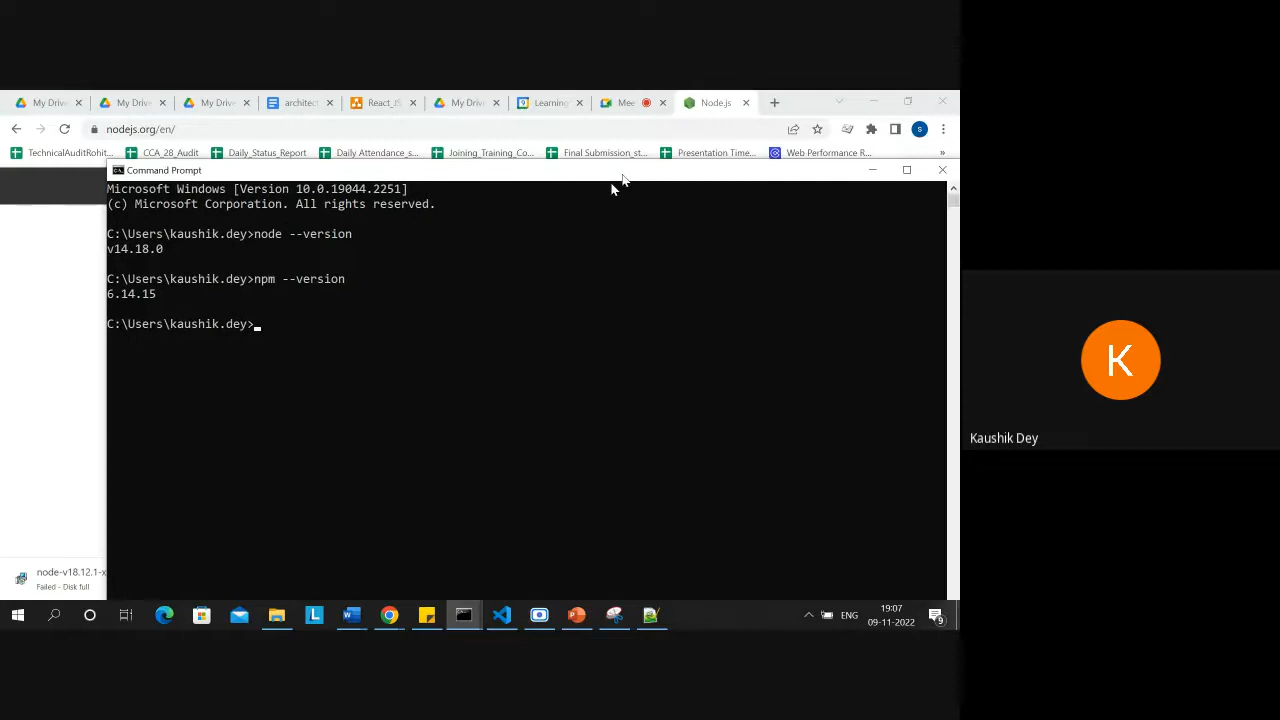 My Drive
My Drive
My Drive
architect
React_JS
My Drive
Learning
Mee
Node.js
nodejs.org/en/
S
TechnicalAuditRohit...
CCA_28_Audit
Daily_Status_Report
Daily Attendance_s...
Joining_Training_Co...
Final Submission_st...
Presentation Time...
Web Performance R...
»
Command Prompt
Microsoft Windows [Version 10.0.19044.2251]
(c) Microsoft Corporation. All rights reserved.
C:\Users\kaushik.dey>node --version
v14.18.0
C:\Users\kaushik.dey>npm --version
6.14.15
C:\Users\kaushik.dey>
K
Kaushik Dey
node-v18.12.1-x
Failed - Disk full
ENG
19:07
09-11-2022
9